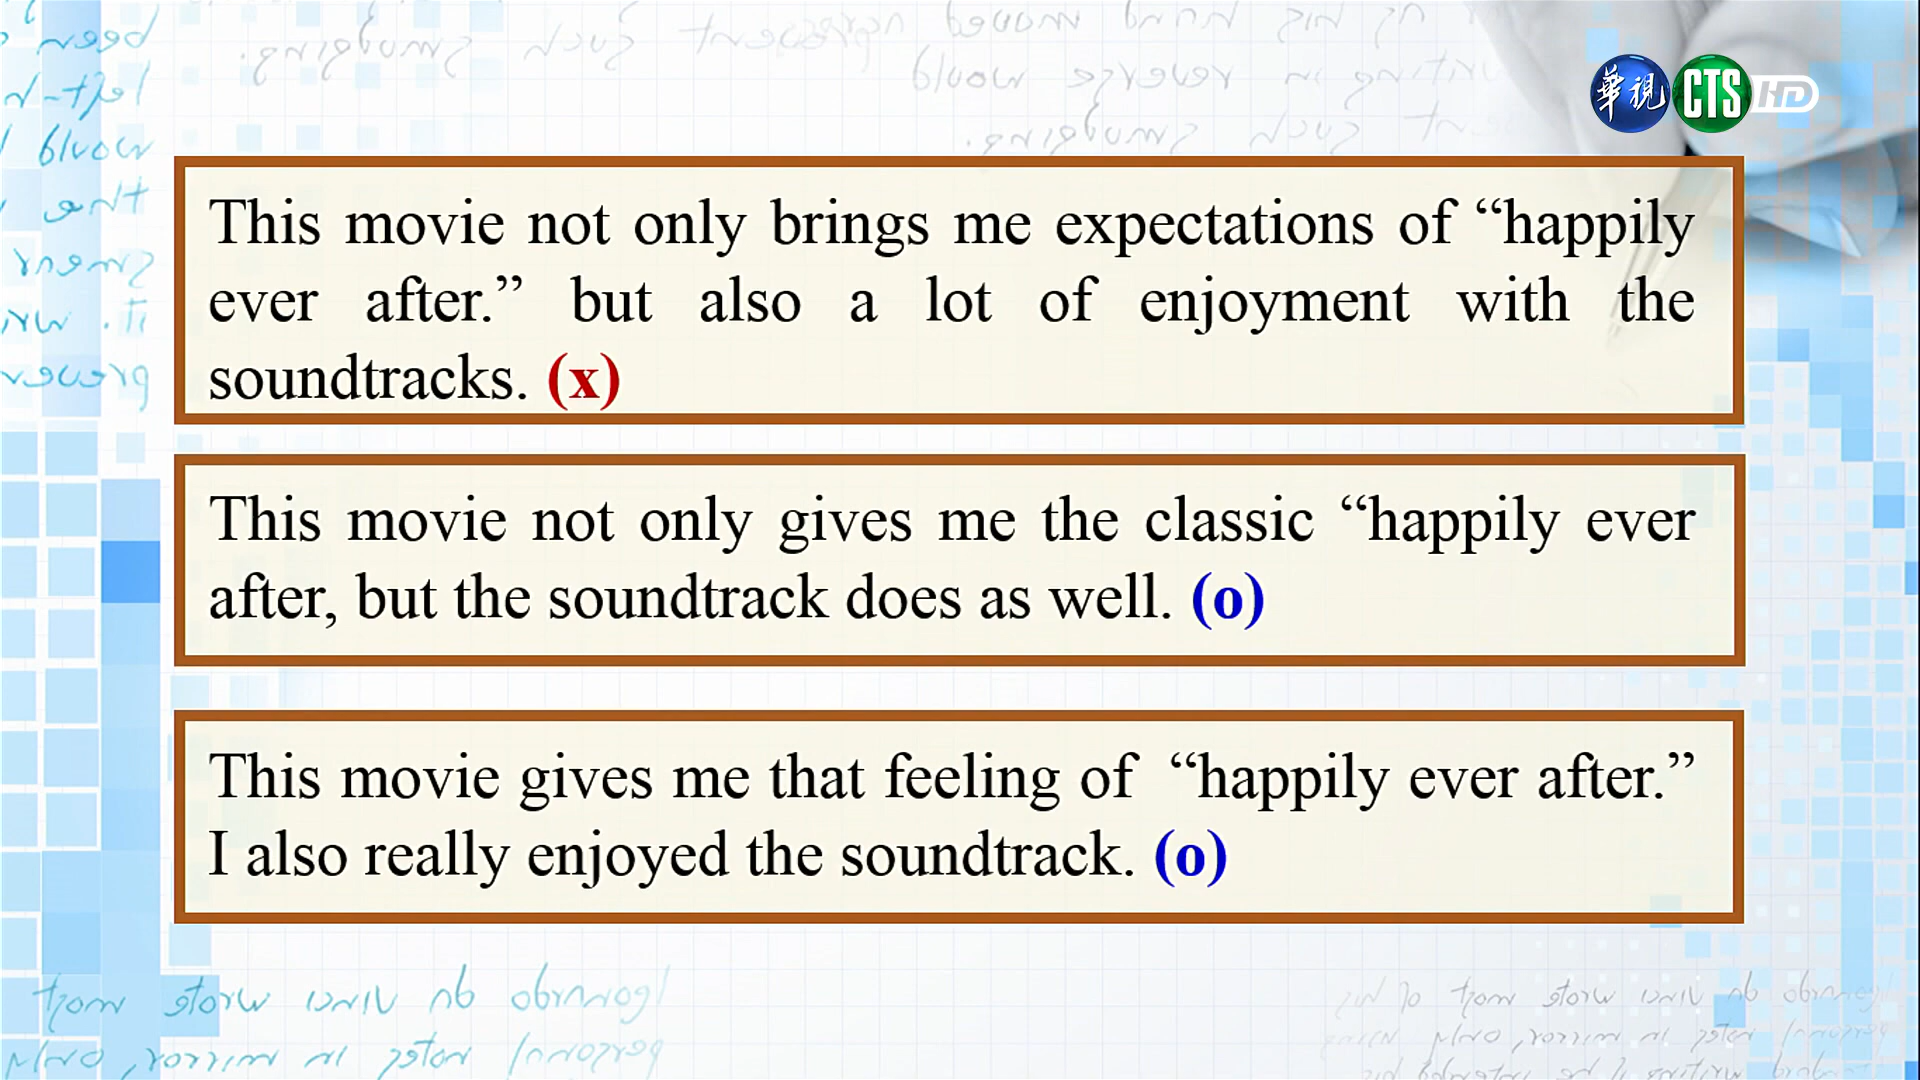 華視 CTS HD
This movie not only brings me expectations of “happily
ever after.” but also a lot of enjoyment with the
soundtracks. (x)
This movie not only gives me the classic “happily ever
after, but the soundtrack does as well. (o)
This movie gives me that feeling of “happily ever after.”
I also really enjoyed the soundtrack. (o)